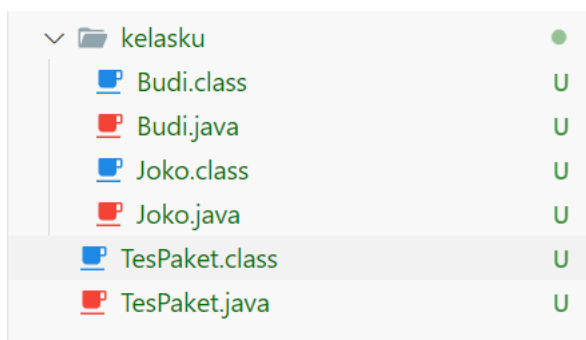 kelasku
Budi.class U
Budi.java U
Joko.class U
Joko.java U
TesPaket.class U
TesPaket.java U